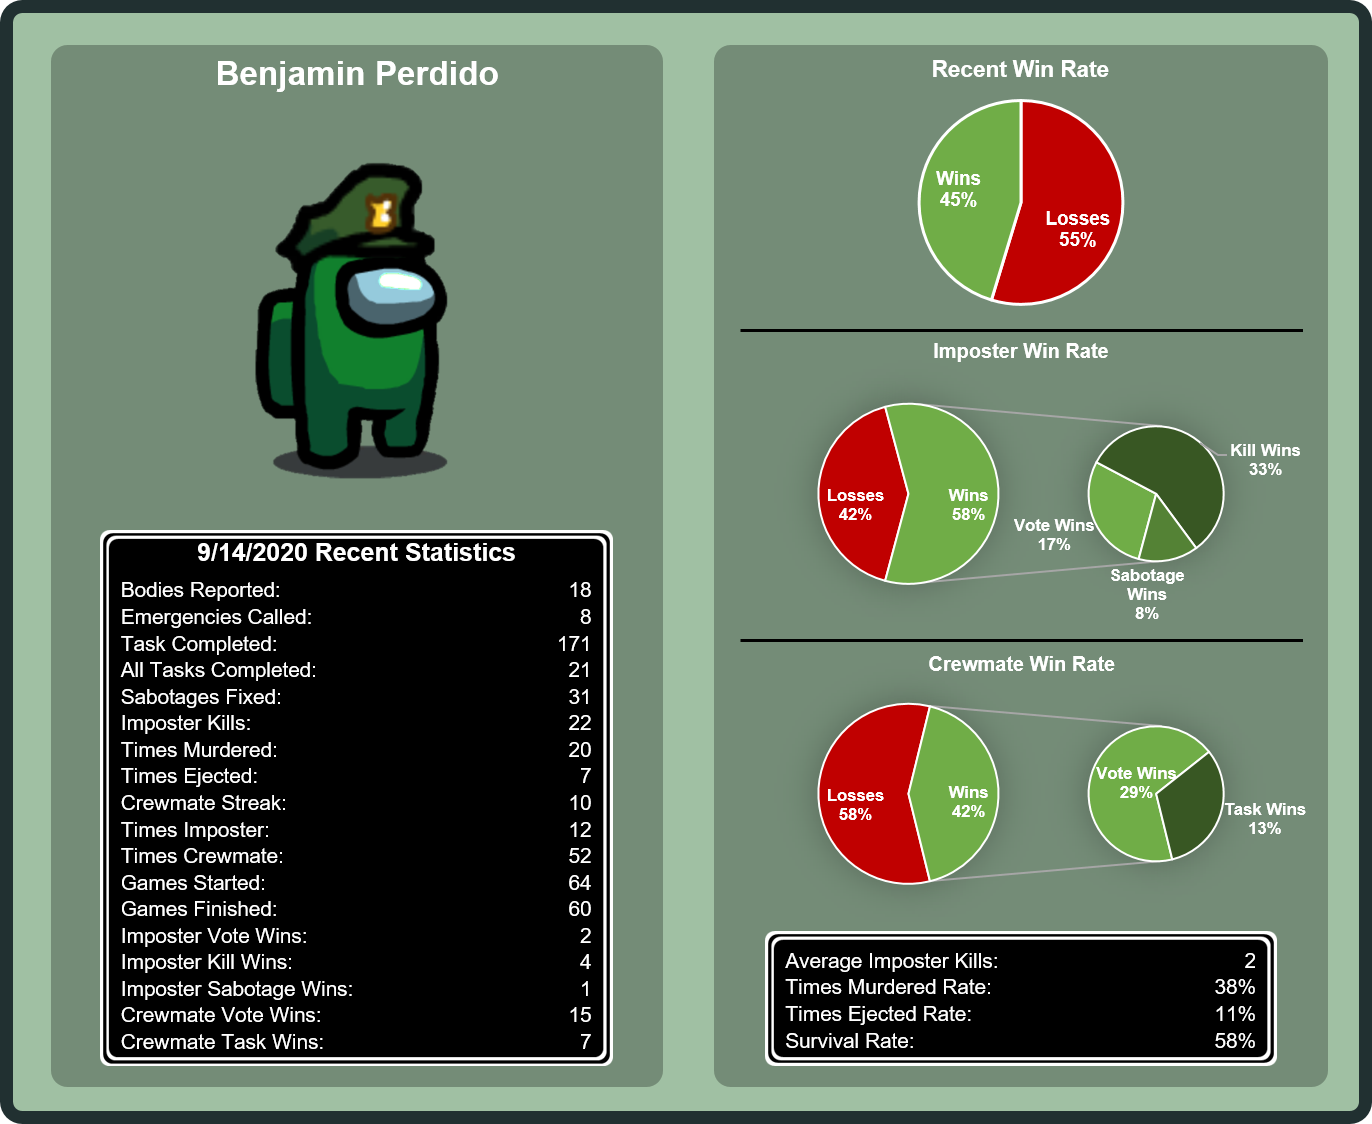 Benjamin Perdido
9/14/2020 Recent Statistics
Bodies Reported: 18
Emergencies Called: 8
Task Completed: 171
All Tasks Completed: 21
Sabotages Fixed: 31
Imposter Kills: 22
Times Murdered: 20
Times Ejected: 7
Crewmate Streak: 10
Times Imposter: 12
Times Crewmate: 52
Games Started: 64
Games Finished: 60
Imposter Vote Wins: 2
Imposter Kill Wins: 4
Imposter Sabotage Wins: 1
Crewmate Vote Wins: 15
Crewmate Task Wins: 7
Recent Win Rate
Wins
45%
Losses
55%
Imposter Win Rate
Losses
42%
Wins
58%
Kill Wins
33%
Vote Wins
17%
Sabotage
Wins
8%
Crewmate Win Rate
Losses
58%
Wins
42%
Vote Wins
29%
Task Wins
13%
Average Imposter Kills: 2
Times Murdered Rate: 38%
Times Ejected Rate: 11%
Survival Rate: 58%